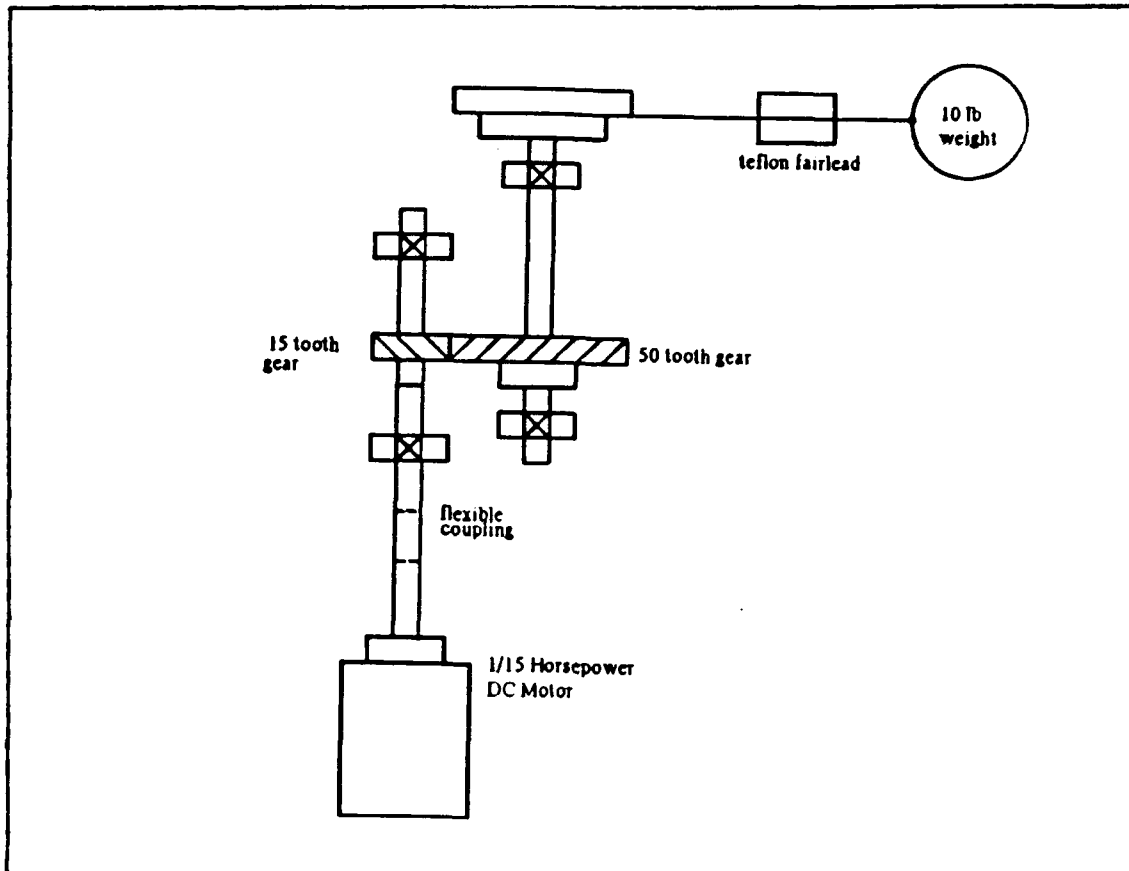 10 lb
weight
teflon fairlead
15 tooth
gear
50 tooth gear
flexible
coupling
1/15 Horsepower
DC Motor